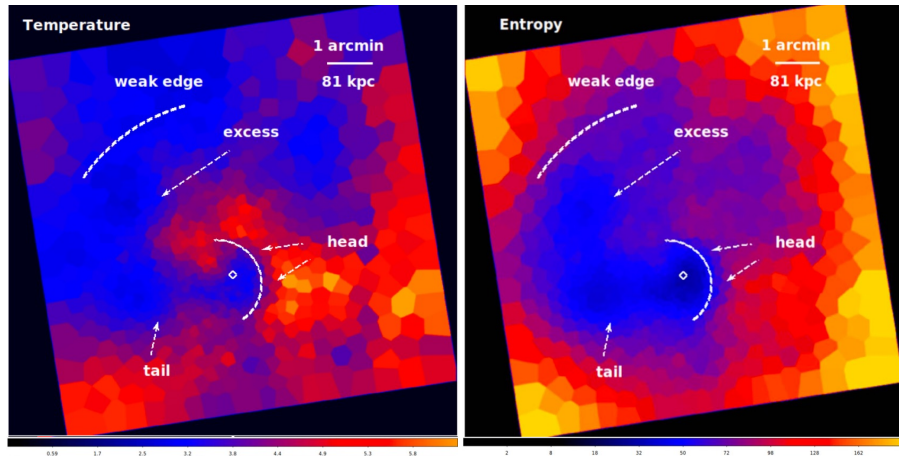 Temperature
1 arcmin
81 kpc
weak edge
excess
head
tail
0.59 1.7 2.5 3.2 3.8 4.4 4.9 5.3 5.8
Entropy
1 arcmin
81 kpc
weak edge
excess
head
tail
2 8 18 32 50 72 98 128 162